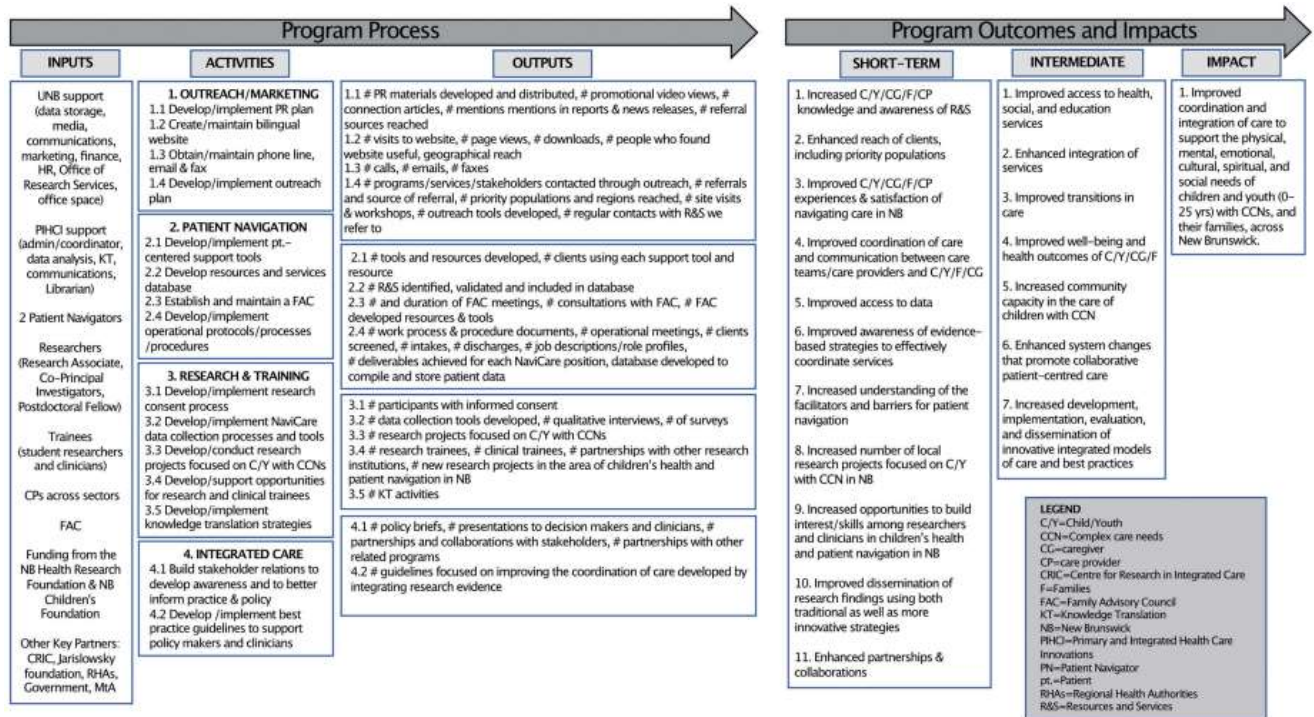 Program Process
Program Outcomes and Impacts
INPUTS
UNB support
(data storage,
media,
communications,
marketing, finance,
HR, Office of
Research Services,
office space)
PIHCI support
(admin/coordinator,
data analysis, KT,
communications,
Librarian)
2 Patient Navigators
Researchers
(Research Associate,
Co-Principal
Investigators,
Postdoctoral Fellow)
Trainees
(student researchers
and clinicians)
CPs across sectors
FAC
Funding from the
NB Health Research
Foundation & NB
Children's
Foundation
Other Key Partners:
CRIC, Jarislowsky
foundation, RHAs,
Government, MtA
ACTIVITIES
1. OUTREACH/MARKETING
1.1 Develop/implement PR plan
1.2 Create/maintain bilingual
website
1.3 Obtain/maintain phone line,
email & fax
1.4 Develop/implement outreach
plan
2. PATIENT NAVIGATION
2.1 Develop/implement pt.-
centered support tools
2.2 Develop resources and services
database
2.3 Establish and maintain a FAC
2.4 Develop/implement
operational protocols/processes
/procedures
3. RESEARCH & TRAINING
3.1 Develop/implement research
consent process
3.2 Develop/implement NaviCare
data collection processes and tools
3.3 Develop/conduct research
projects focused on C/Y with CCNs
3.4 Develop/support opportunities
for research and clinical trainees
3.5 Develop/implement
knowledge translation strategies
4. INTEGRATED CARE
4.1 Build stakeholder relations to
develop awareness and to better
inform practice & policy
4.2 Develop /implement best
practice guidelines to support
policy makers and clinicians
OUTPUTS
1.1 # PR materials developed and distributed, # promotional video views, #
connection articles, # mentions mentions in reports & news releases, # referral
sources reached
1.2 # visits to website, # page views, # downloads, # people who found
website useful, geographical reach
1.3 # calls, # emails, # faxes
1.4 # programs/services/stakeholders contacted through outreach, # referrals
and source of referral, # priority populations and regions reached, # site visits
& workshops, # outreach tools developed, # regular contacts with R&S we
refer to
2.1 # tools and resources developed, # clients using each support tool and
resource
2.2 # R&S identified, validated and included in database
2.3 # and duration of FAC meetings, # consultations with FAC, # FAC
developed resources & tools
2.4 # work process & procedure documents, # operational meetings, # clients
screened, # intakes, # discharges, # job descriptions/role profiles,
# deliverables achieved for each NaviCare position, database developed to
compile and store patient data
3.1 # participants with informed consent
3.2 # data collection tools developed, # qualitative interviews, # of surveys
3.3 # research projects focused on C/Y with CCNs
3.4 # research trainees, # clinical trainees, # partnerships with other research
institutions, # new research projects in the area of children's health and
patient navigation in NB
3.5 # KT activities
4.1 # policy briefs, # presentations to decision makers and clinicians, #
partnerships and collaborations with stakeholders, # partnerships with other
related programs
4.2 # guidelines focused on improving the coordination of care developed by
integrating research evidence
SHORT-TERM
1. Increased C/Y/CG/F/CP
knowledge and awareness of R&S
2. Enhanced reach of clients,
including priority populations
3. Improved C/Y/CG/F/CP
experiences & satisfaction of
navigating care in NB
4. Improved coordination of care
and communication between care
teams/care providers and C/Y/F/CG
5. Improved access to data
6. Improved awareness of evidence-
based strategies to effectively
coordinate services
7. Increased understanding of the
facilitators and barriers for patient
navigation
8. Increased number of local
research projects focused on C/Y
with CCN in NB
9. Increased opportunities to build
interest/skills among researchers
and clinicians in children's health
and patient navigation in NB
10. Improved dissemination of
research findings using both
traditional as well as more
innovative strategies
11. Enhanced partnerships &
collaborations
INTERMEDIATE
1. Improved access to health,
social, and education
services
2. Enhanced integration of
services
3. Improved transitions in
care
4. Improved well-being and
health outcomes of C/Y/CG/F
5. Increased community
capacity in the care of
children with CCN
6. Enhanced system changes
that promote collaborative
patient-centred care
7. Increased development,
implementation, evaluation,
and dissemination of
innovative integrated models
of care and best practices
IMPACT
1. Improved
coordination and
integration of care to
support the physical,
mental, emotional,
cultural, spiritual, and
social needs of
children and youth (0-
25 yrs) with CCNs, and
their families, across
New Brunswick.
LEGEND
C/Y=Child/Youth
CCN=Complex care needs
CG=caregiver
CP=care provider
CRIC=Centre for Research in Integrated Care
F=Families
FAC=Family Advisory Council
KT=Knowledge Translation
NB=New Brunswick
PIHCI=Primary and Integrated Health Care
Innovations
PN=Patient Navigator
pt.=Patient
RHAs=Regional Health Authorities
R&S=Resources and Services